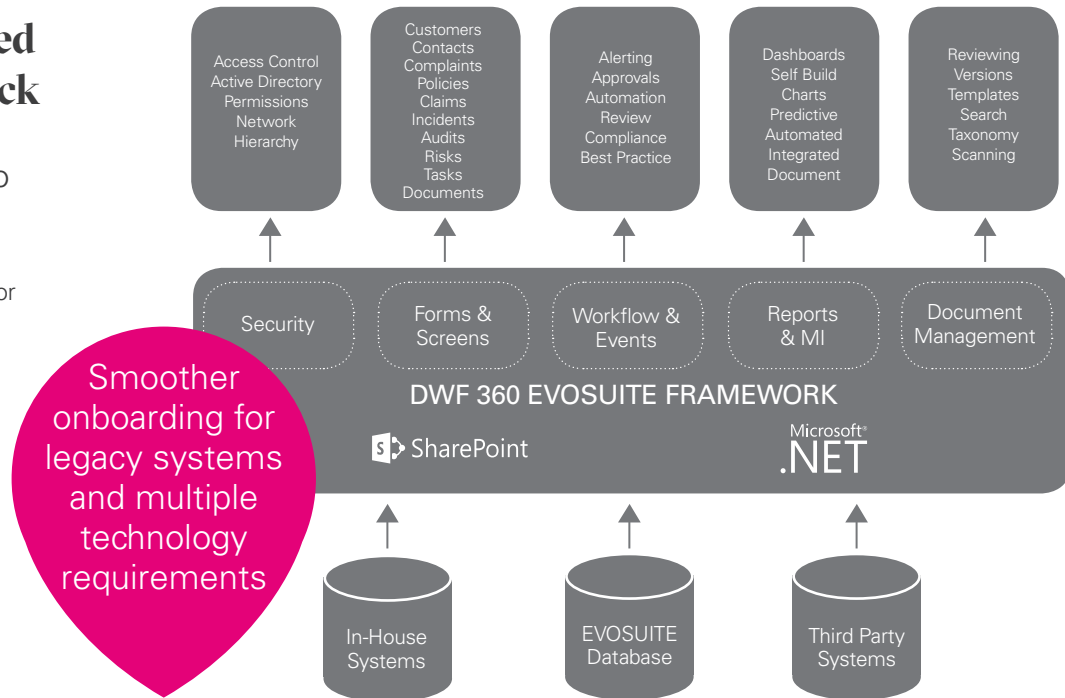 Access Control
Active Directory
Permissions
Network
Hierarchy
Customers
Contacts
Complaints
Policies
Claims
Incidents
Audits
Risks
Tasks
Documents
Alerting
Approvals
Automation
Review
Compliance
Best Practice
Dashboards
Self Build
Charts
Predictive
Automated
Integrated
Document
Reviewing
Versions
Templates
Search
Taxonomy
Scanning
or
Security
Forms &
Screens
Workflow &
Events
Reports
& MI
Document
Management
DWF 360 EVOSUITE FRAMEWORK
S SharePoint
Microsoft®
.NET
Smoother
onboarding for
legacy systems
and multiple
technology
requirements
In-House
Systems
EVOSUITE
Database
Third Party
Systems